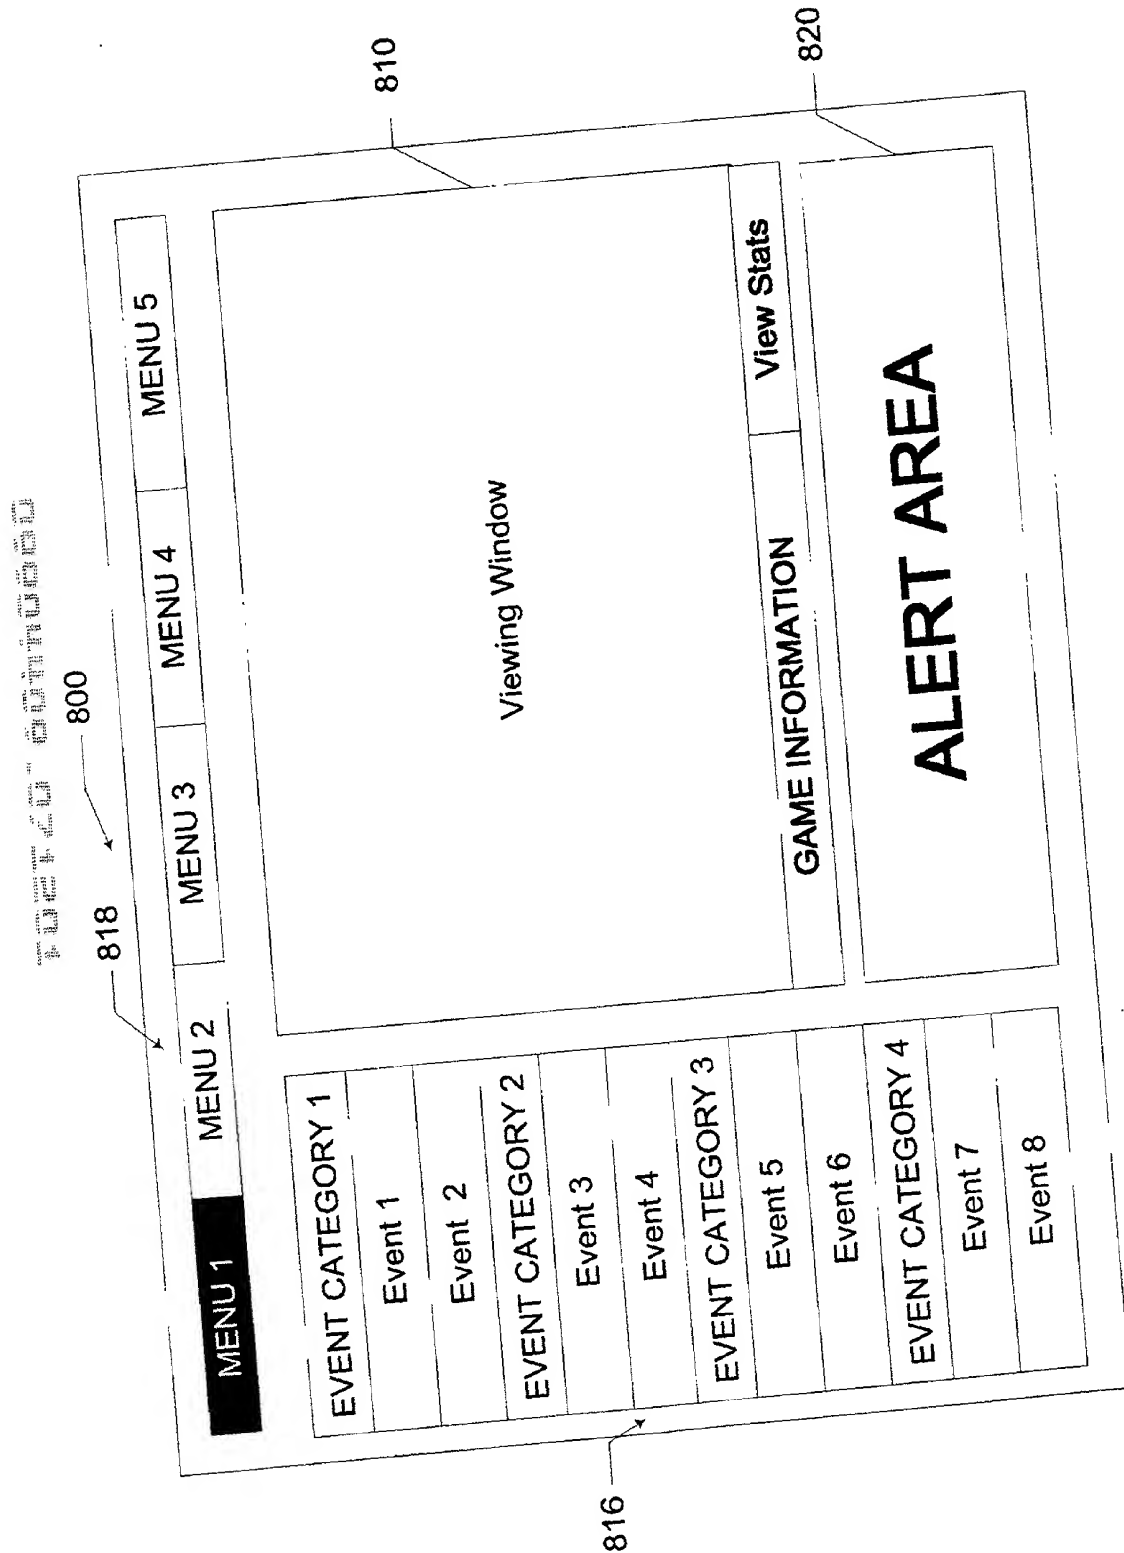 800
818
MENU 1
MENU 2
MENU 3
MENU 4
MENU 5
810
816
EVENT CATEGORY 1
Event 1
Event 2
EVENT CATEGORY 2
Event 3
Event 4
EVENT CATEGORY 3
Event 5
Event 6
EVENT CATEGORY 4
Event 7
Event 8
Viewing Window
GAME INFORMATION
View Stats
820
ALERT AREA